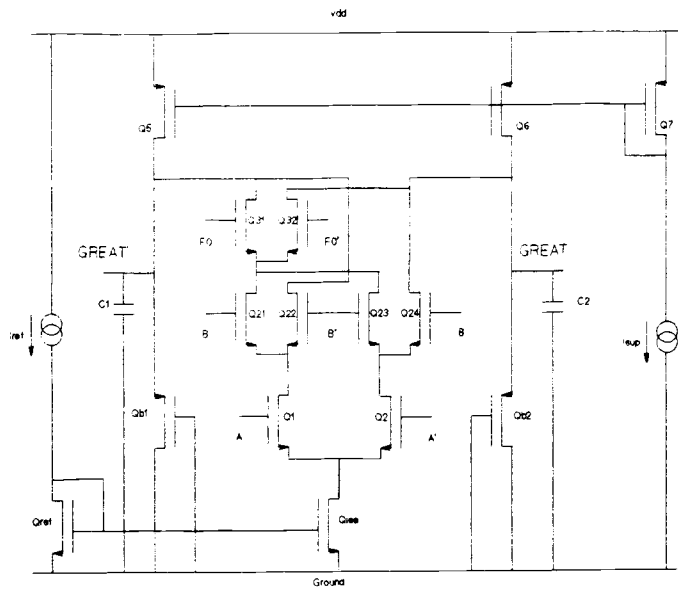 vdd
Q5
Q6
Q7
Q31
Q32
F0
F0'
GREAT'
GREAT
C1
C2
Q21
Q22
Q23
Q24
B
B'
B
Iref
Isup
Qb1
Q1
Q2
Qb2
A
A'
Qref
Qiee
Ground